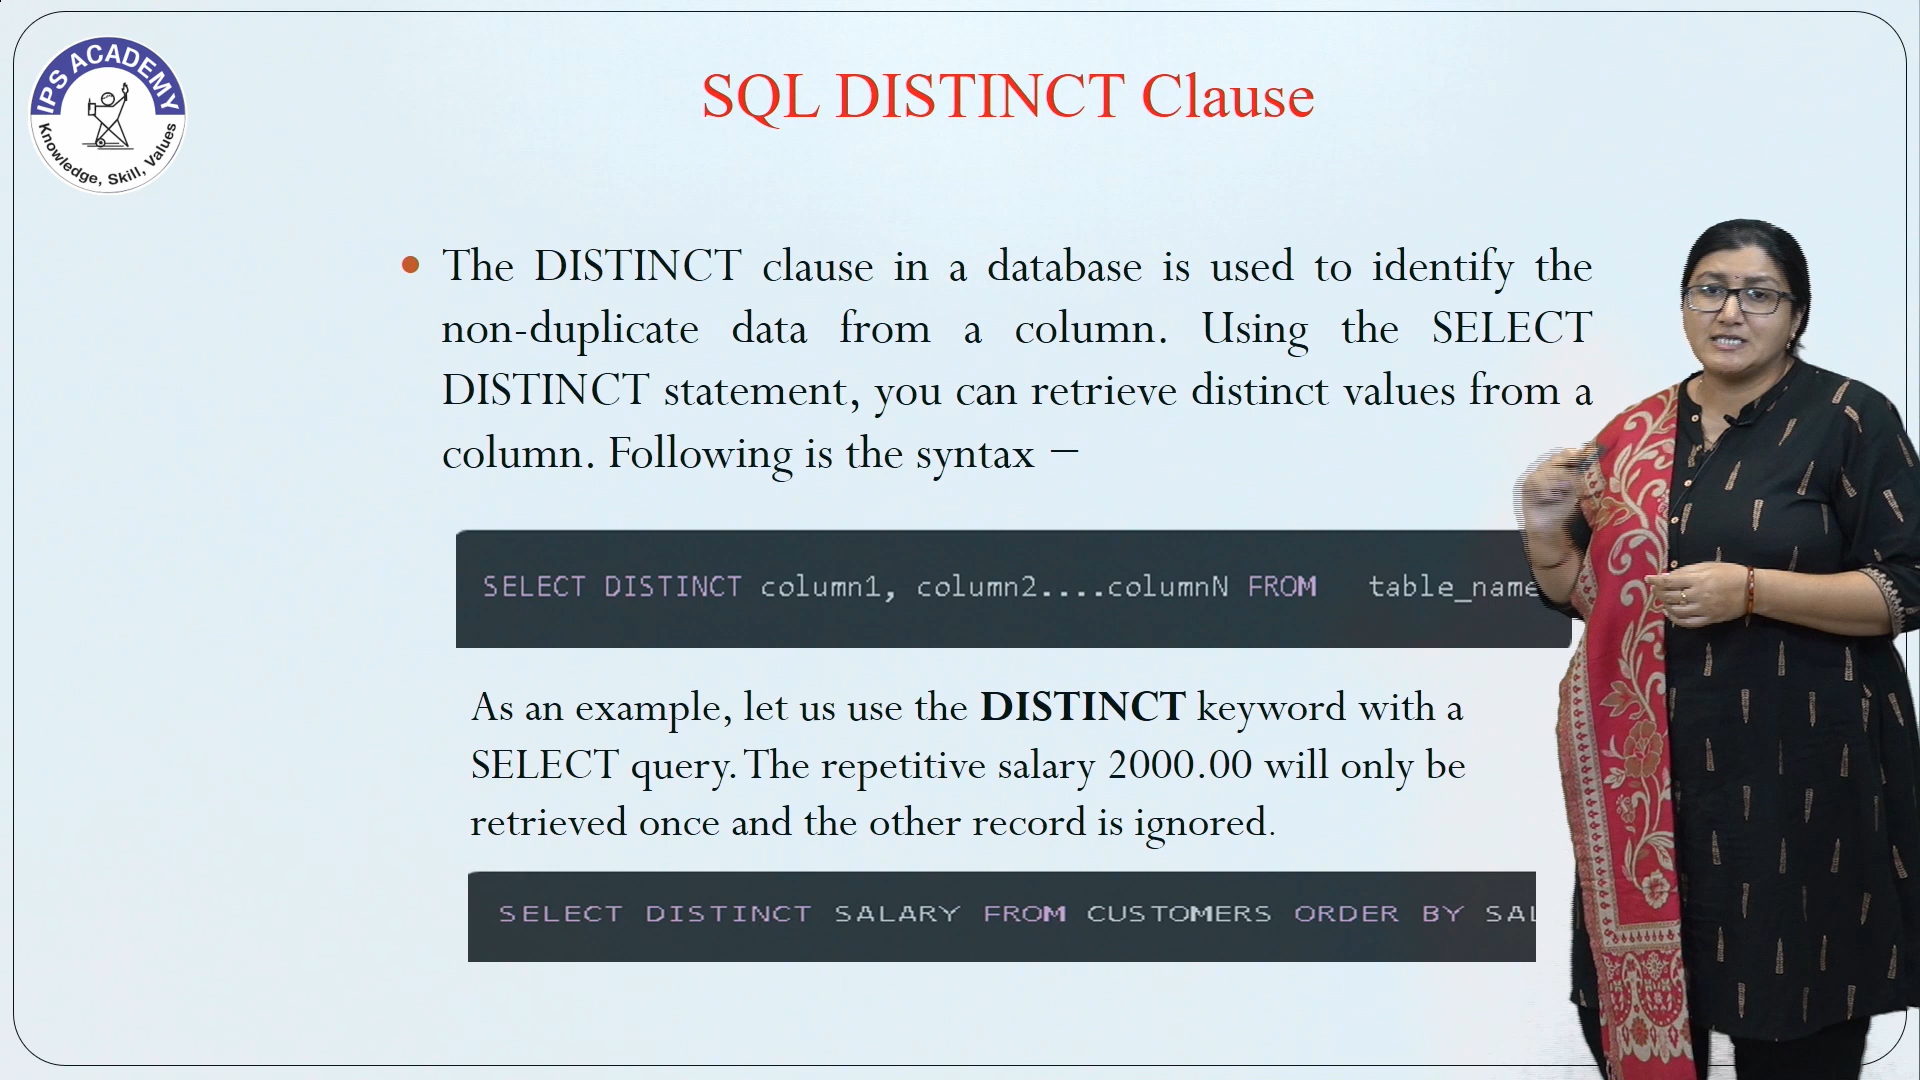 IPS ACADEMY
Knowledge, Skill, Values
SQL DISTINCT Clause
The DISTINCT clause in a database is used to identify the
non-duplicate data from a column. Using the SELECT
DISTINCT statement, you can retrieve distinct values from a
column. Following is the syntax −
SELECT DISTINCT column1, column2....columnN FROM table_name
As an example, let us use the DISTINCT keyword with a
SELECT query. The repetitive salary 2000.00 will only be
retrieved once and the other record is ignored.
SELECT DISTINCT SALARY FROM CUSTOMERS ORDER BY SAL